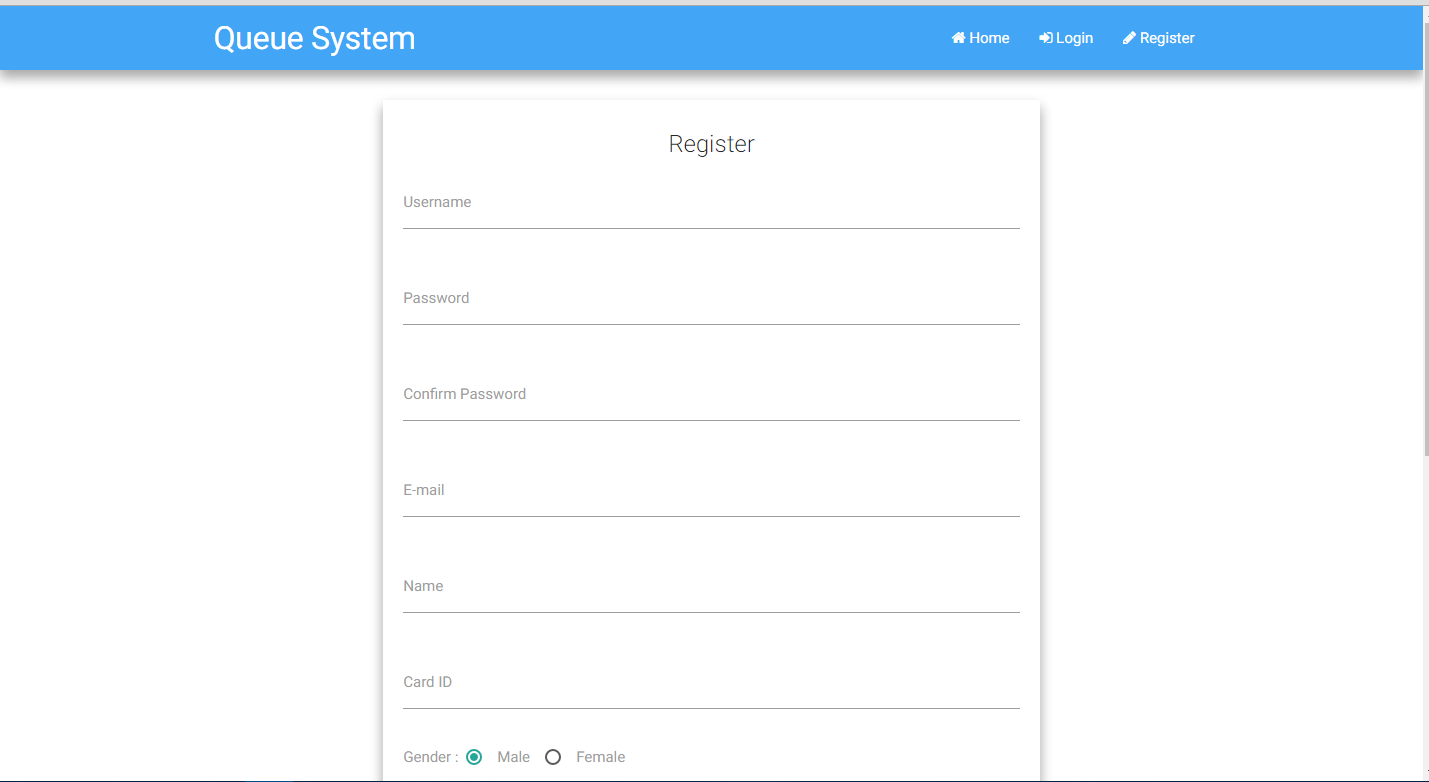 Queue System
Home Login Register
Register
Username
Password
Confirm Password
E-mail
Name
Card ID
Gender : Male Female